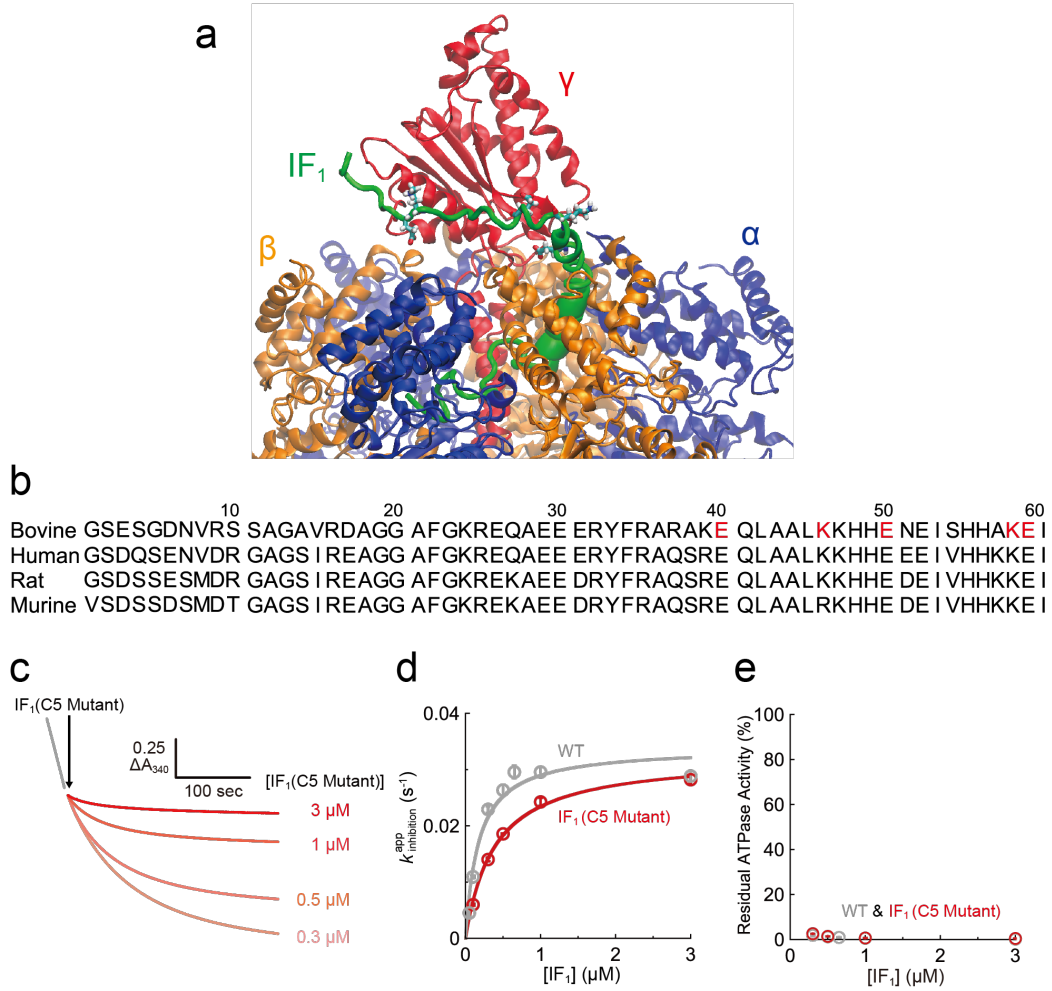 a
γ
IF1
β
α
b
10 20 30 40 50 60
Bovine GSESGDNVRS SAGAVRDAGG AFGKREQAEE ERYFRARAKE QLAALKKHHE NEISHHAKEI
Human GSDQSENVDR GAGSIREAGG AFGKREQAEE ERYFRAQSRE QLAALKKHHE EEIVHHKKEI
Rat GSDSSESMDR GAGSIREAGG AFGKREKAEE DRYFRAQSRE QLAALKKHHE DEIVHHKKEI
Murine VSDSSDSMDT GAGSIREAGG AFGKREKAEE DRYFRAQSRE QLAALRKHHE DEIVHHKKEI
c
IF1(C5 Mutant)
0.25
ΔA340
100 sec
[IF1(C5 Mutant)]
3 μM
1 μM
0.5 μM
0.3 μM
d
0.04
0.02
0
k app inhibition (s-1)
WT
IF1 (C5 Mutant)
0 1 2 3
[IF1] (μM)
e
100
80
60
40
20
0
Residual ATPase Activity (%)
WT & IF1 (C5 Mutant)
0 1 2 3
[IF1] (μM)